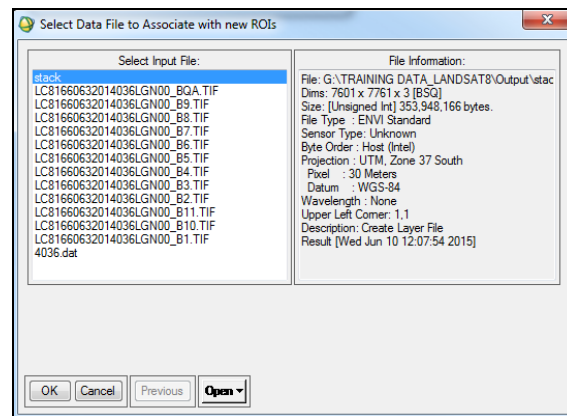 Select Data File to Associate with new ROIs
Select Input File:
stack
LC81660632014036LGN00_BQA.TIF
LC81660632014036LGN00_B9.TIF
LC81660632014036LGN00_B8.TIF
LC81660632014036LGN00_B7.TIF
LC81660632014036LGN00_B6.TIF
LC81660632014036LGN00_B5.TIF
LC81660632014036LGN00_B4.TIF
LC81660632014036LGN00_B3.TIF
LC81660632014036LGN00_B2.TIF
LC81660632014036LGN00_B11.TIF
LC81660632014036LGN00_B10.TIF
LC81660632014036LGN00_B1.TIF
4036.dat
File Information:
File: G:\TRAINING DATA_LANDSAT8\Output\stac
Dims: 7601 x 7761 x 3 [BSQ]
Size: [Unsigned Int] 353,948,166 bytes.
File Type : ENVI Standard
Sensor Type: Unknown
Byte Order : Host (Intel)
Projection : UTM, Zone 37 South
Pixel : 30 Meters
Datum : WGS-84
Wavelength : None
Upper Left Corner: 1,1
Description: Create Layer File
Result [Wed Jun 10 12:07:54 2015]
OK Cancel Previous Open